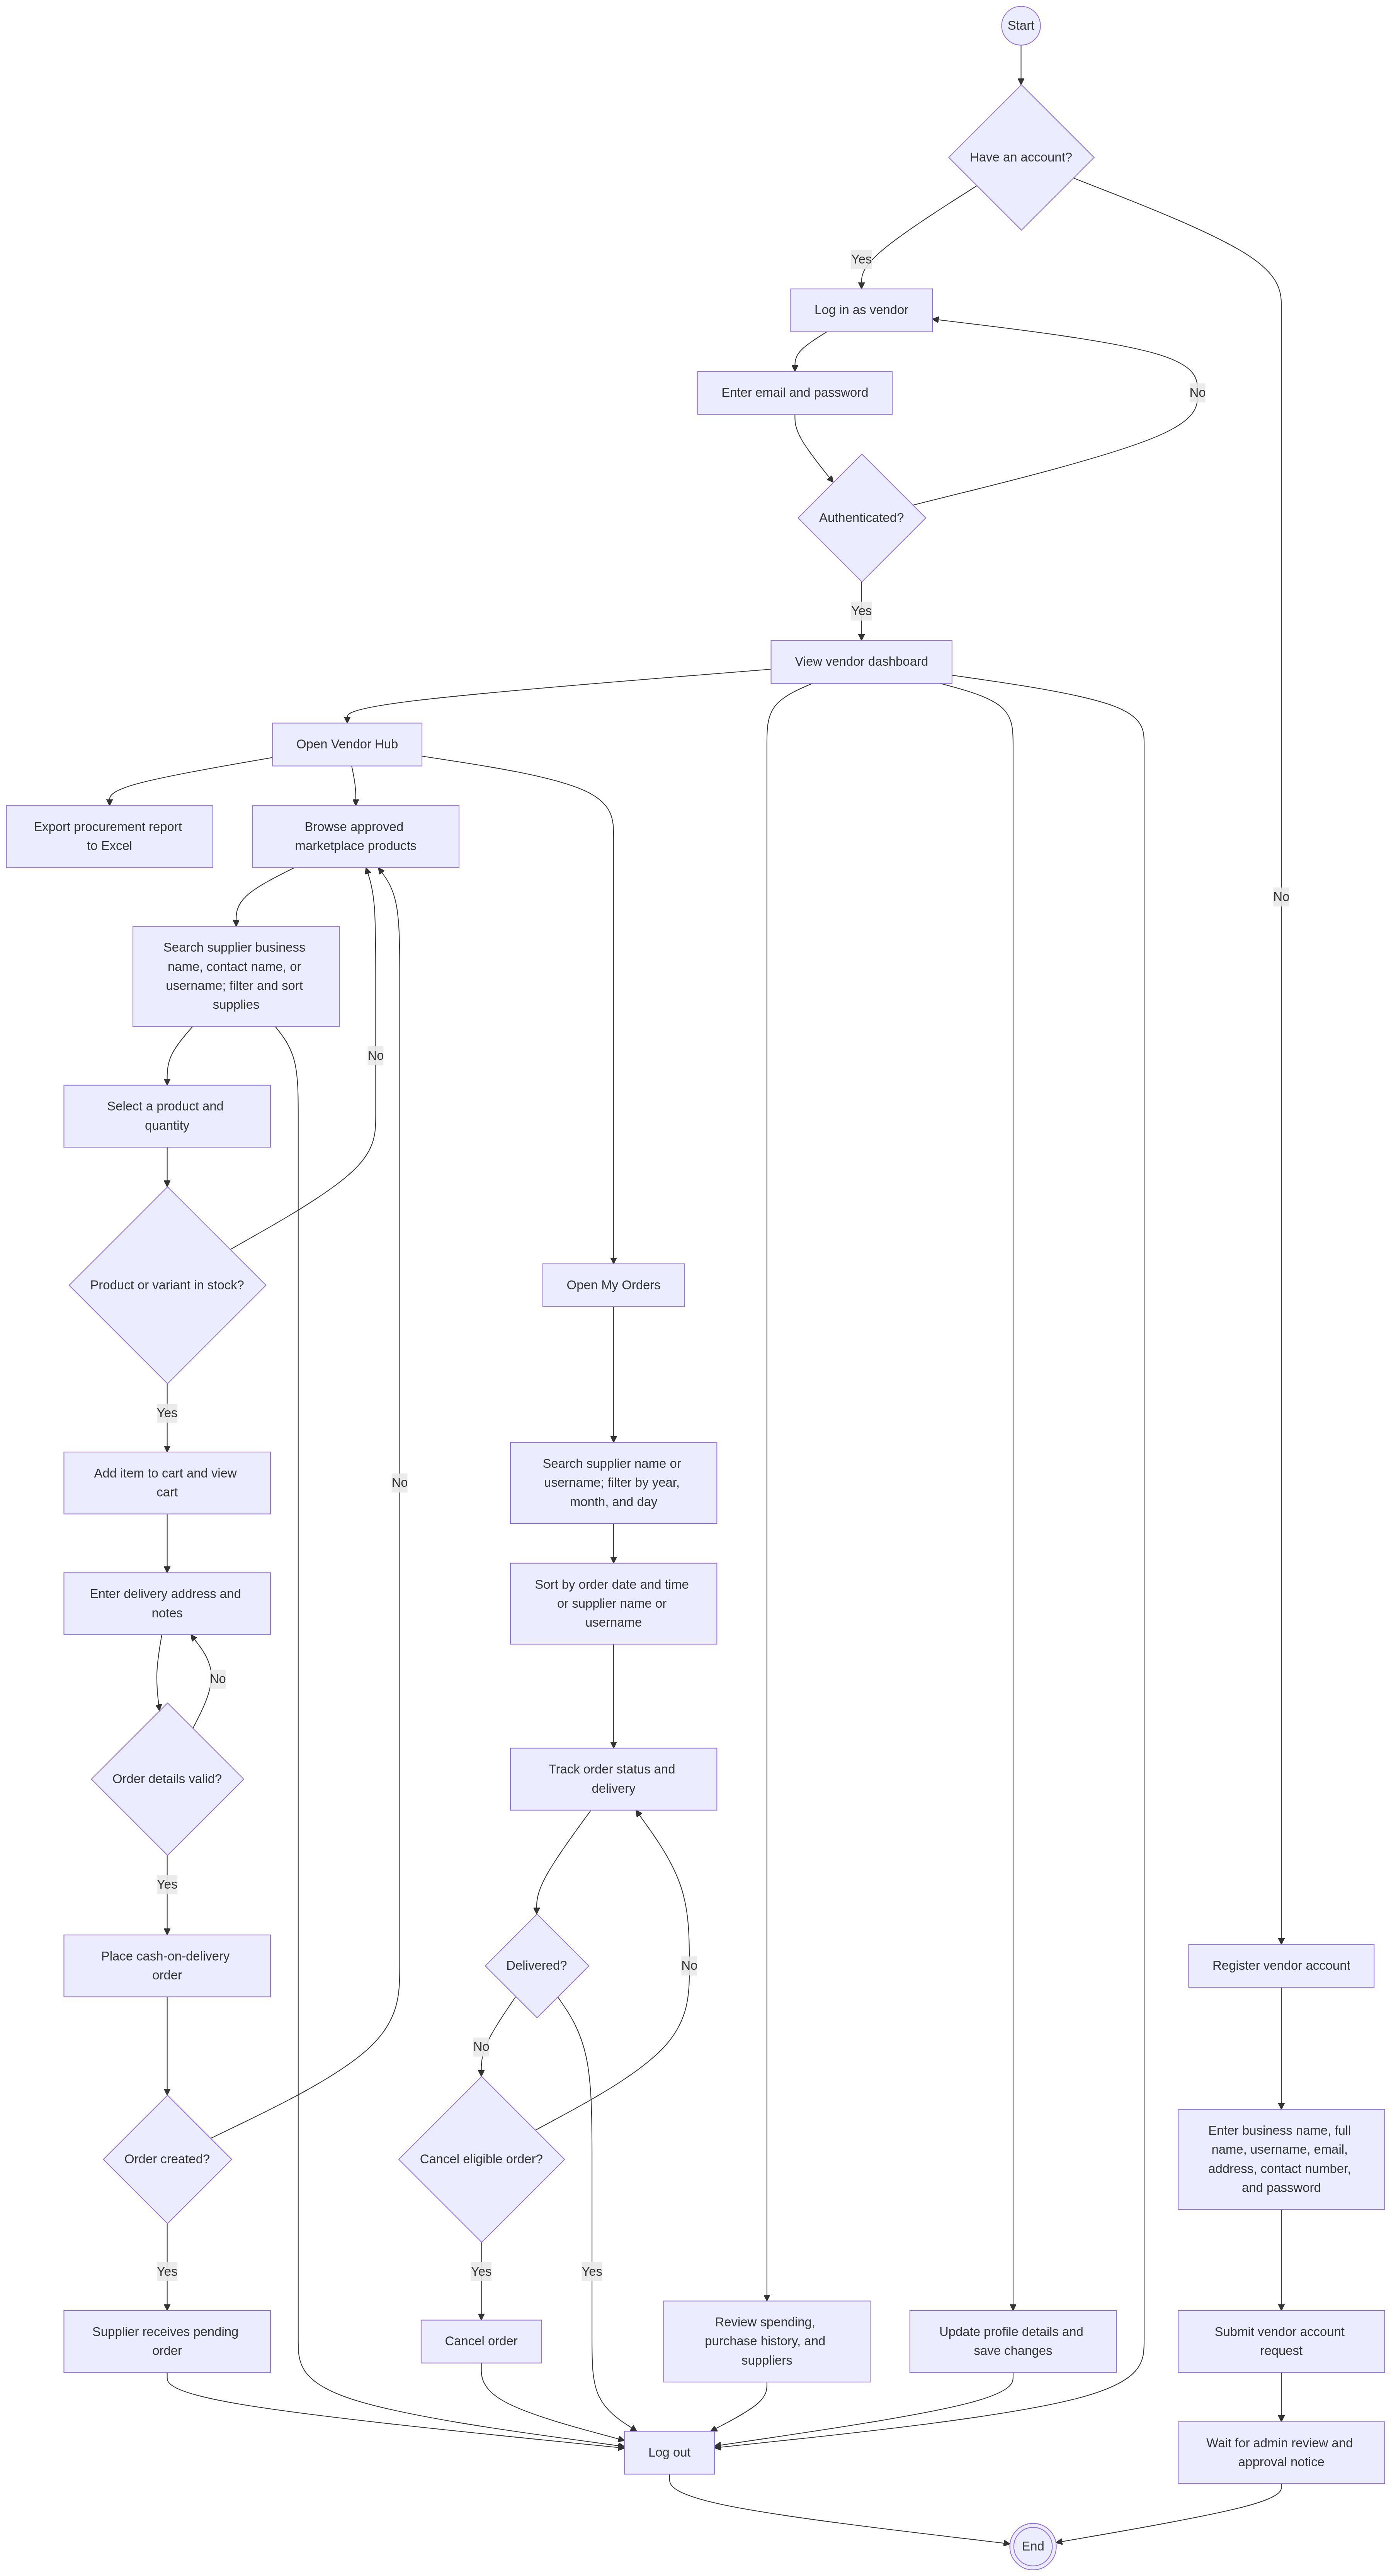 Start
Have an account?
Yes
Log in as vendor
Enter email and password
No
Authenticated?
Yes
View vendor dashboard
Open Vendor Hub
Export procurement report
to Excel
Browse approved
marketplace products
No
Search supplier business
name, contact name, or
username; filter and sort
supplies
No
Select a product and
quantity
Product or variant in stock?
Open My Orders
Yes
Add item to cart and view
cart
No
Search supplier name or
username; filter by year,
month, and day
Enter delivery address and
notes
Sort by order date and time
or supplier name or
username
No
Order details valid?
Track order status and
delivery
Yes
Place cash-on-delivery
order
Delivered?
No
Register vendor account
No
Order created?
Cancel eligible order?
Enter business name, full
name, username, email,
address, contact number,
and password
Yes
Yes
Yes
Supplier receives pending
order
Cancel order
Review spending,
purchase history, and
suppliers
Update profile details and
save changes
Submit vendor account
request
Log out
Wait for admin review and
approval notice
End